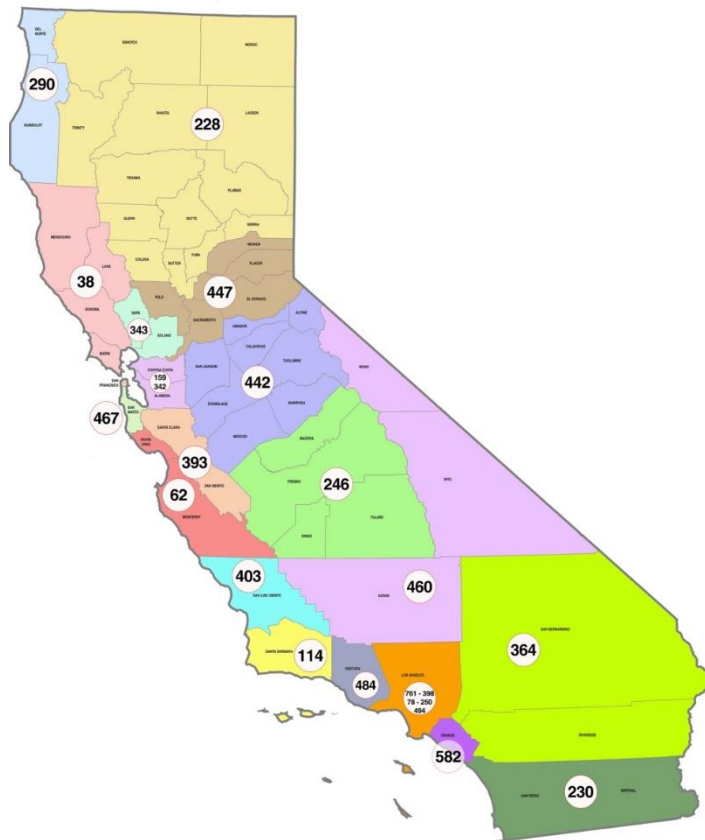 DEL
NORTE
SISKIYOU
MODOC
290
HUMBOLDT
TRINITY
SHASTA
LASSEN
228
TEHAMA
PLUMAS
GLENN
BUTTE
SIERRA
MENDOCINO
LAKE
COLUSA
SUTTER
YUBA
NEVADA
PLACER
38
447
EL DORADO
YOLO
SONOMA
NAPA
SACRAMENTO
ALPINE
343
SOLANO
AMADOR
MARIN
CALAVERAS
CONTRA COSTA
159
342
ALAMEDA
SAN JOAQUIN
TUOLUMNE
MONO
SAN
FRANCISCO
442
SAN
MATEO
STANISLAUS
MARIPOSA
467
SANTA CLARA
MERCED
SANTA
CRUZ
MADERA
393
FRESNO
246
INYO
62
SAN BENITO
MONTEREY
KINGS
TULARE
403
SAN LUIS OBISPO
460
KERN
SAN BERNARDINO
364
SANTA BARBARA
114
VENTURA
484
LOS ANGELES
761 - 398
78 - 250
494
ORANGE
582
RIVERSIDE
SAN DIEGO
230
IMPERIAL